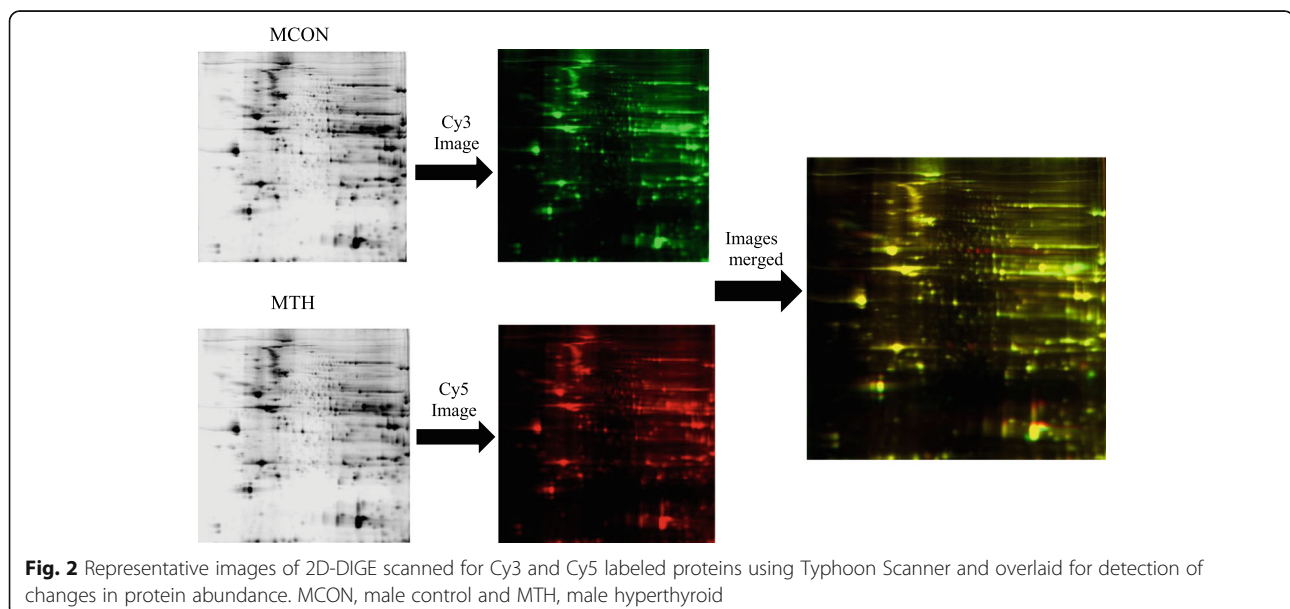 MCON
Cy3
Image
MTH
Cy5
Image
Images
merged
Fig. 2 Representative images of 2D-DIGE scanned for Cy3 and Cy5 labeled proteins using Typhoon Scanner and overlaid for detection of
changes in protein abundance. MCON, male control and MTH, male hyperthyroid